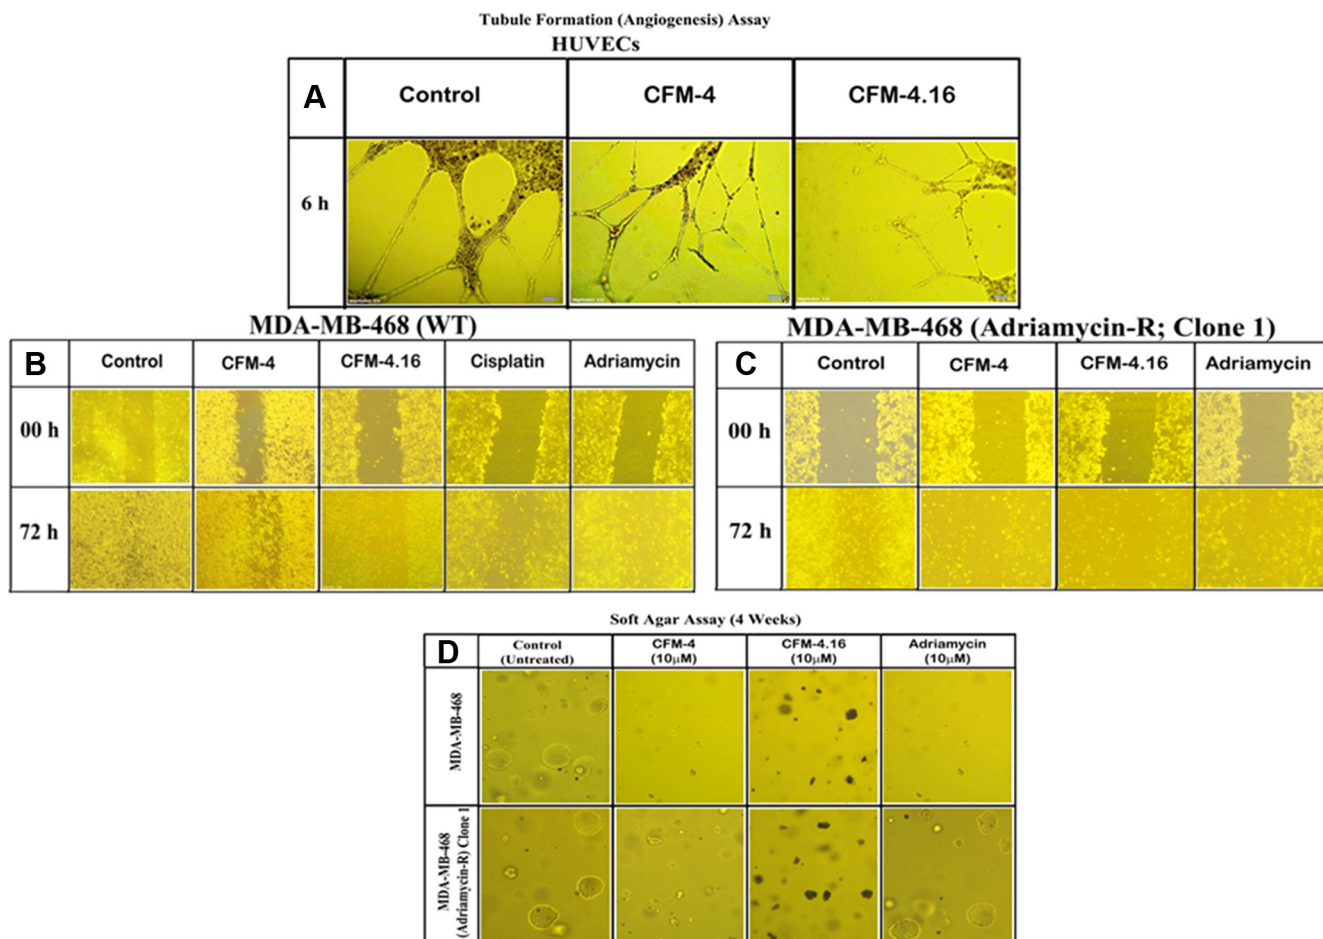 Tubule Formation (Angiogenesis) Assay
HUVECs
A Control CFM-4 CFM-4.16
6 h
MDA-MB-468 (WT)
B Control CFM-4 CFM-4.16 Cisplatin Adriamycin
00 h
72 h
MDA-MB-468 (Adriamycin-R; Clone 1)
C Control CFM-4 CFM-4.16 Adriamycin
00 h
72 h
Soft Agar Assay (4 Weeks)
D Control CFM-4 CFM-4.16 Adriamycin
(Untreated) (10µM) (10µM) (10µM)
MDA-MB-468
MDA-MB-468
(Adriamycin-R) Clone 1